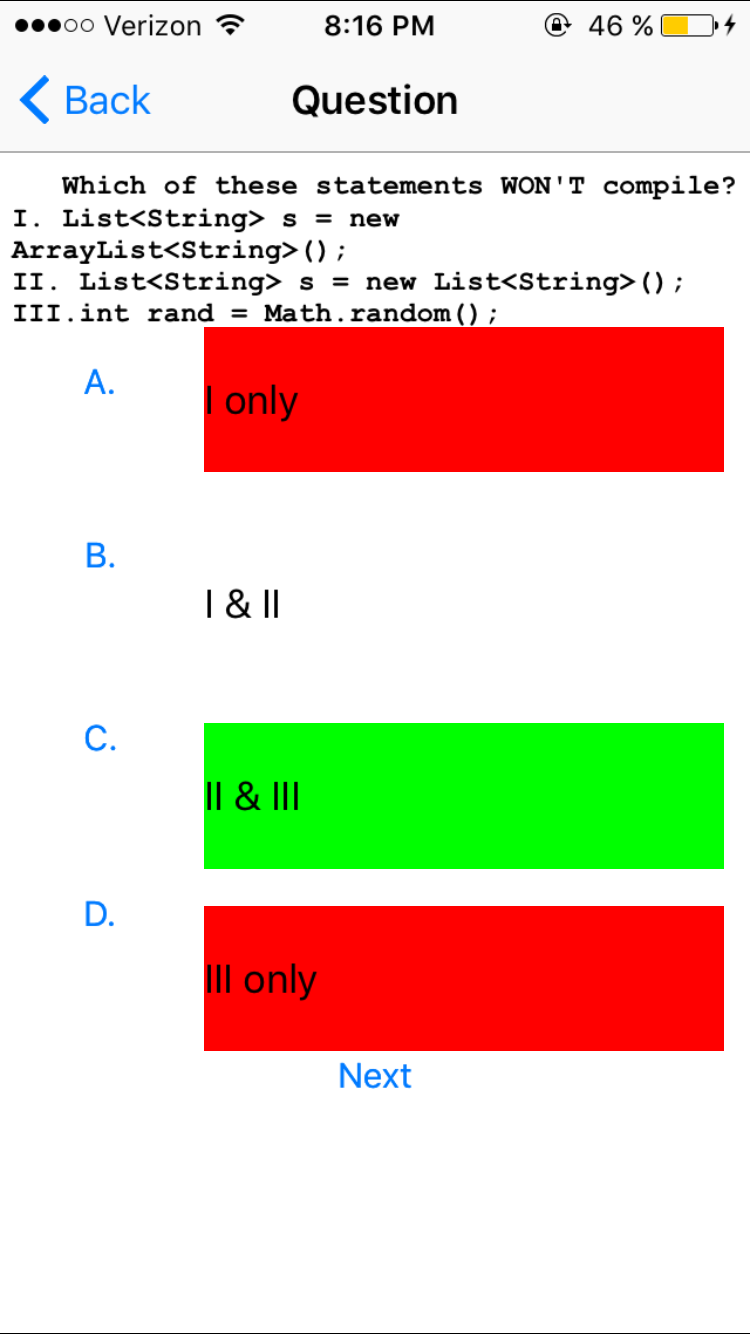 Verizon 8:16 PM 46 %
Back Question
Which of these statements WON'T compile?
I. List<String> s = new
ArrayList<String>();
II. List<String> s = new List<String>();
III.int rand = Math.random();
A. I only
B. I & II
C. II & III
D. III only
Next